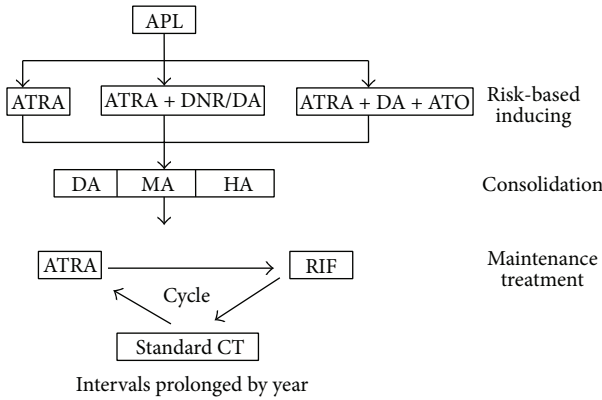 APL
ATRA
ATRA + DNR/DA
ATRA + DA + ATO
Risk-based
inducing
DA
MA
HA
Consolidation
ATRA
RIF
Maintenance
treatment
Cycle
Standard CT
Intervals prolonged by year